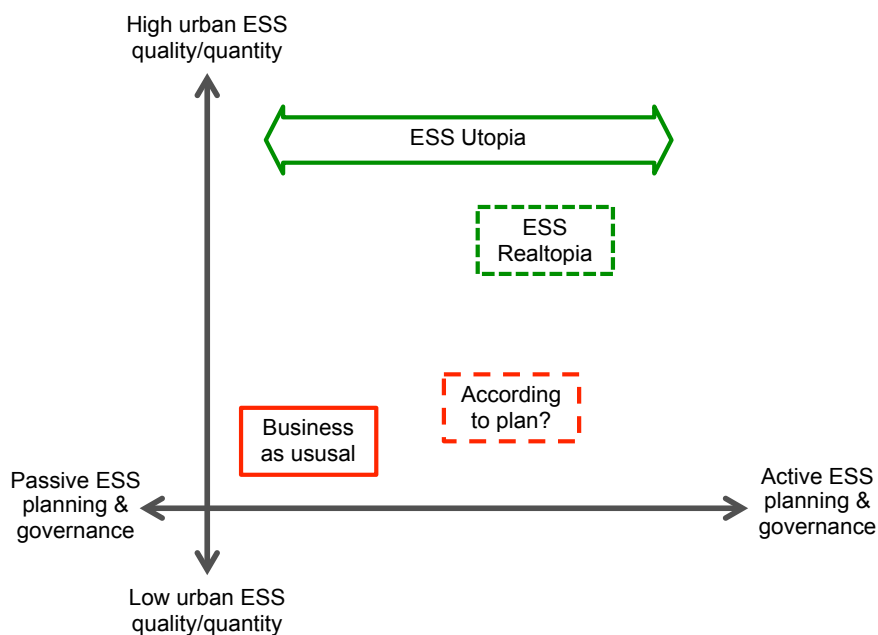 High urban ESS
quality/quantity
ESS Utopia
ESS
Realtopia
According
to plan?
Business
as ususal
Passive ESS
planning &
governance
Active ESS
planning &
governance
Low urban ESS
quality/quantity